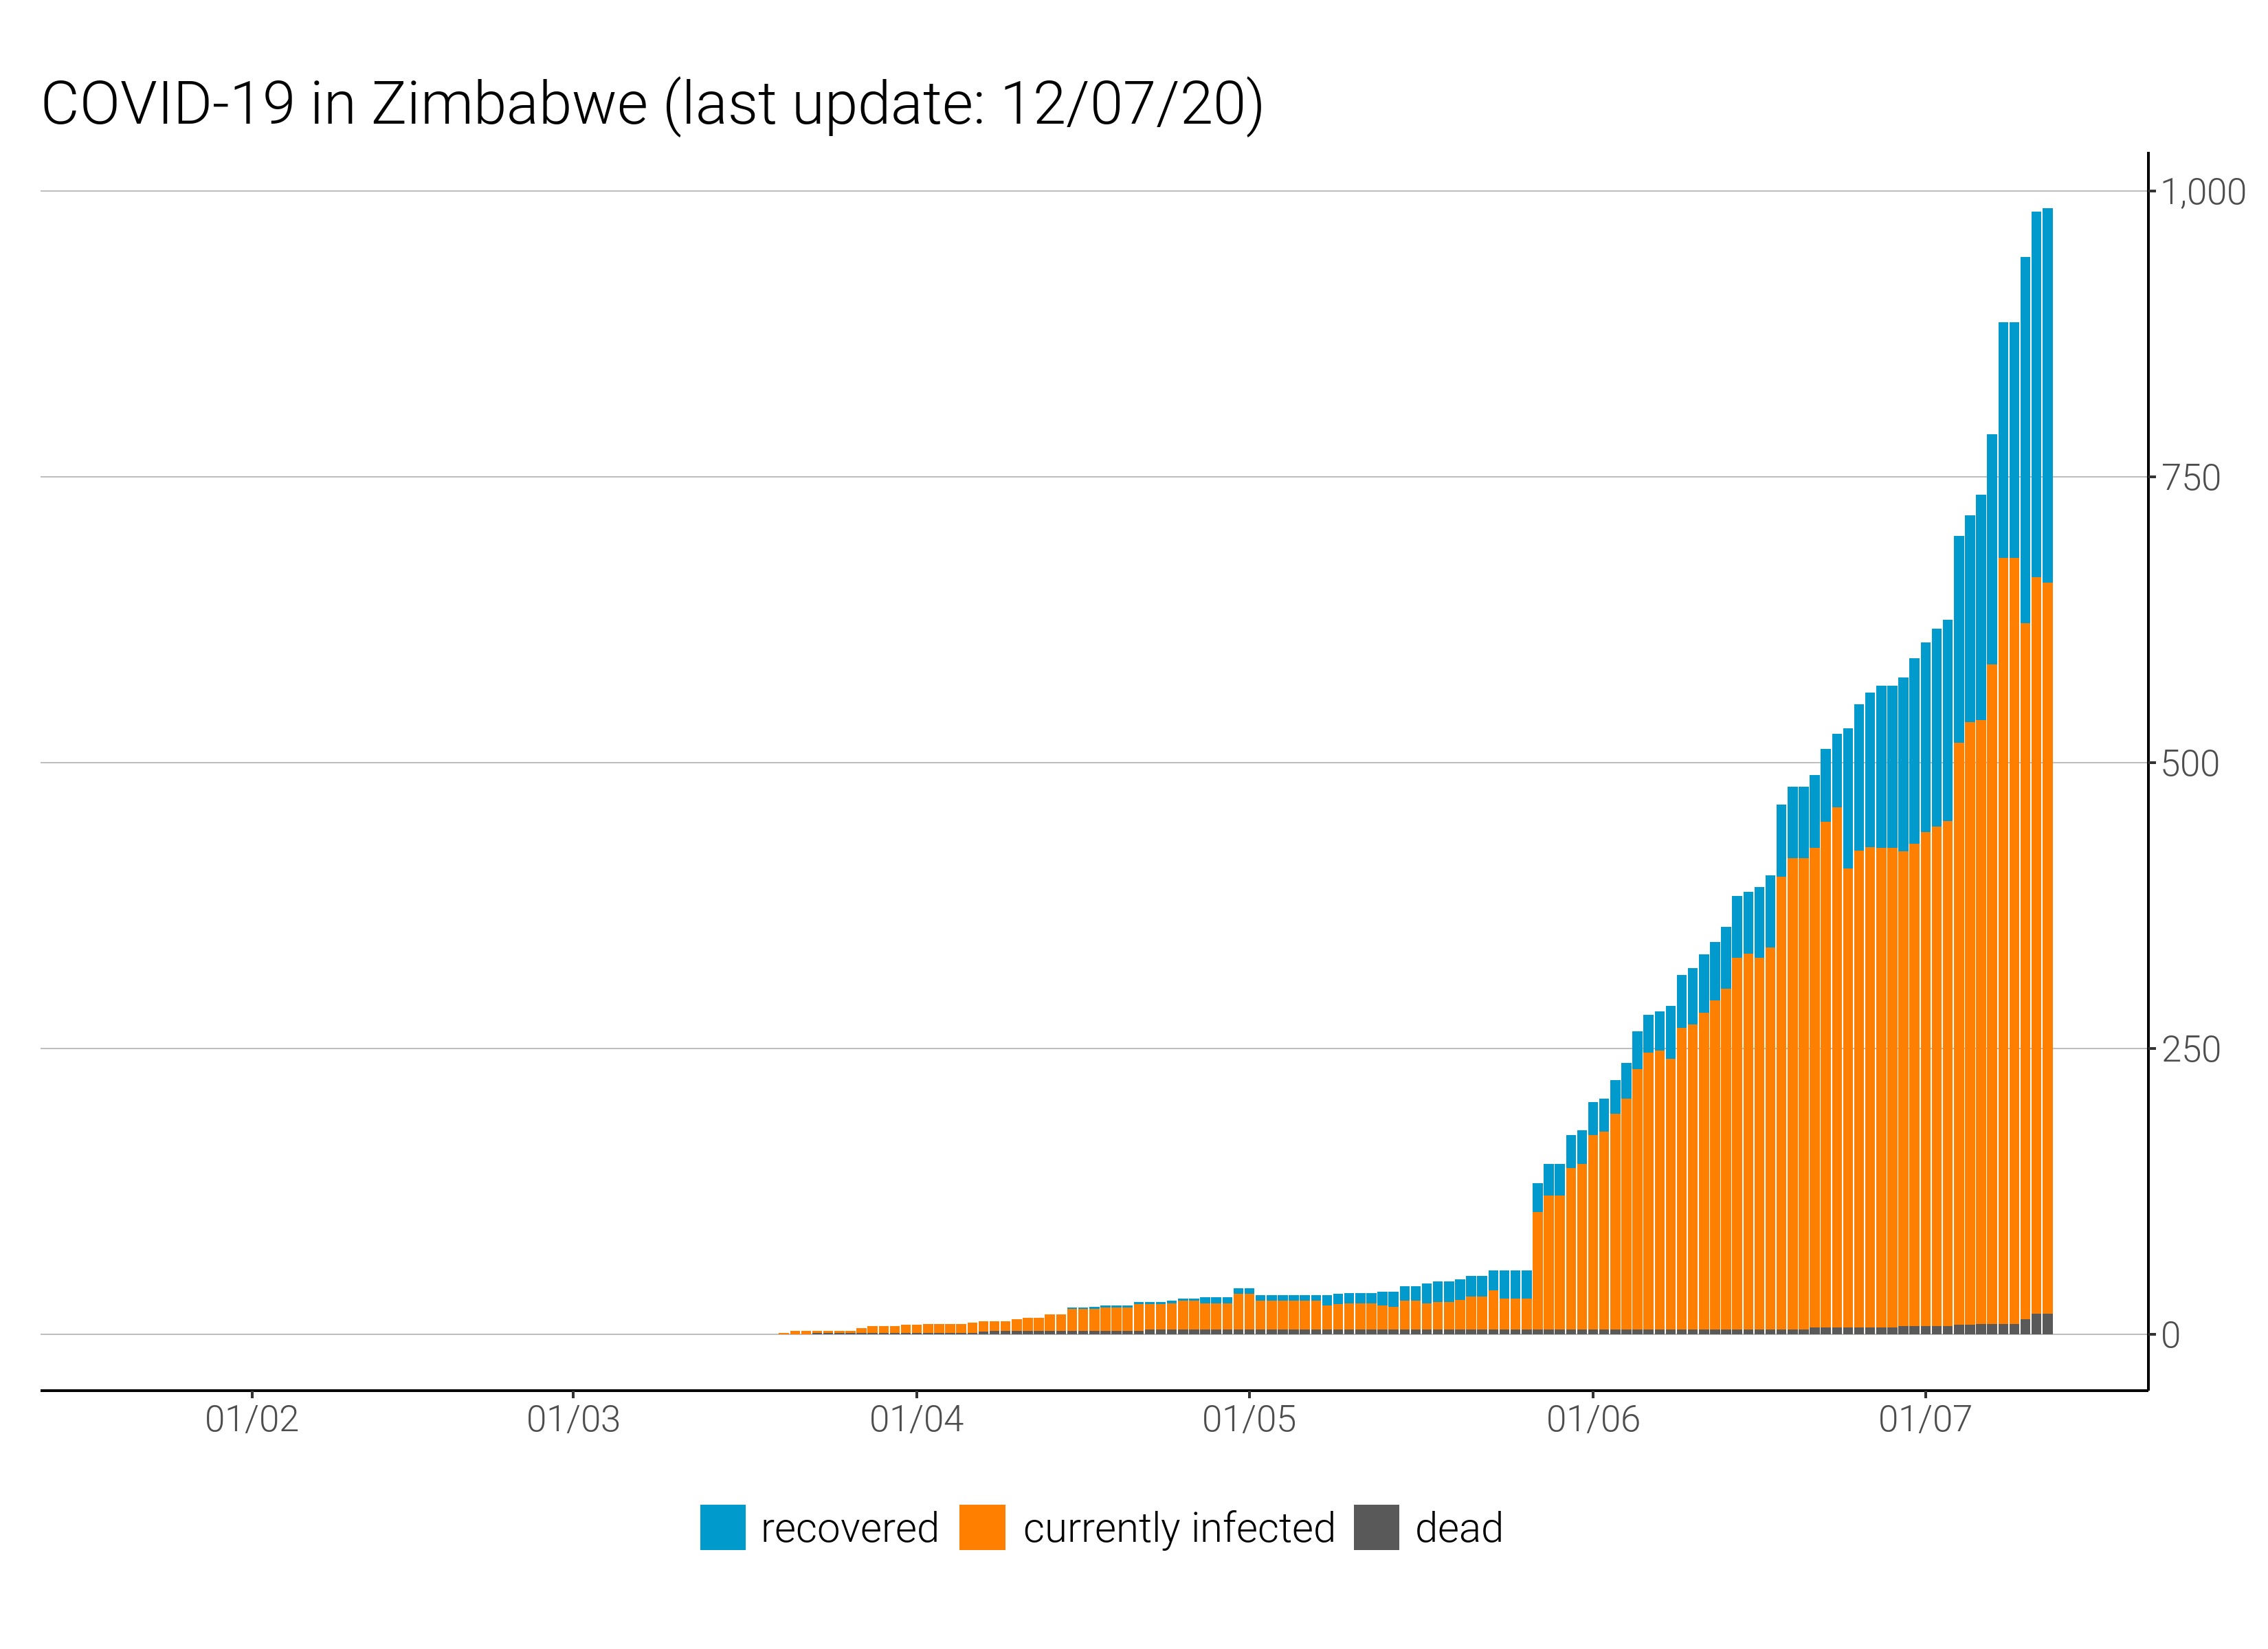 COVID-19 in Zimbabwe (last update: 12/07/20)
1,000
750
500
250
0
01/02 01/03 01/04 01/05 01/06 01/07
recovered currently infected dead